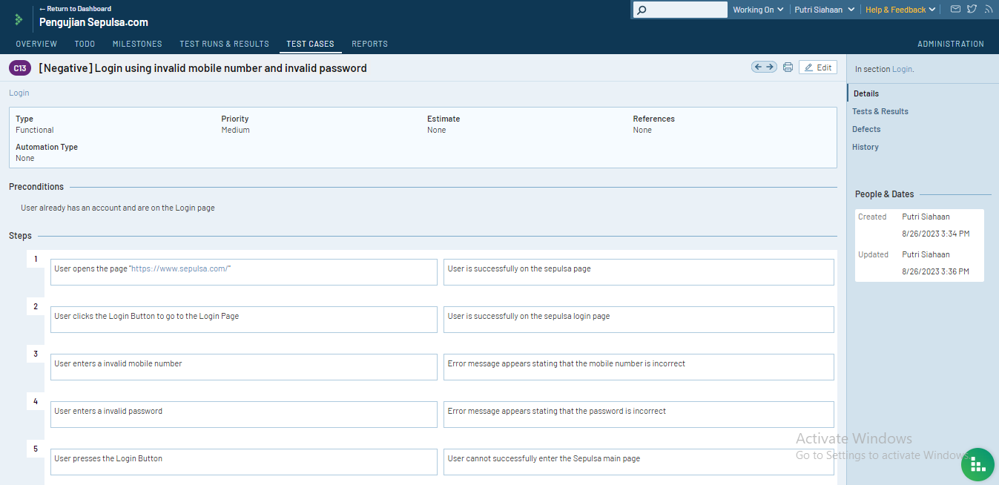 ← Return to Dashboard
Pengujian Sepulsa.com
Working On
Putri Siahaan
Help & Feedback
OVERVIEW
TODO
MILESTONES
TEST RUNS & RESULTS
TEST CASES
REPORTS
ADMINISTRATION
C13
[Negative] Login using invalid mobile number and invalid password
Edit
Login
Type
Functional
Priority
Medium
Estimate
None
References
None
Automation Type
None
Preconditions
User already has an account and are on the Login page
Steps
1
User opens the page "https://www.sepulsa.com/"
User is successfully on the sepulsa page
2
User clicks the Login Button to go to the Login Page
User is successfully on the sepulsa login page
3
User enters a invalid mobile number
Error message appears stating that the mobile number is incorrect
4
User enters a invalid password
Error message appears stating that the password is incorrect
5
User presses the Login Button
User cannot successfully enter the Sepulsa main page
In section Login.
Details
Tests & Results
Defects
History
People & Dates
Created
Putri Siahaan
8/26/2023 3:34 PM
Updated
Putri Siahaan
8/26/2023 3:36 PM
Activate Windows
Go to Settings to activate Windows.